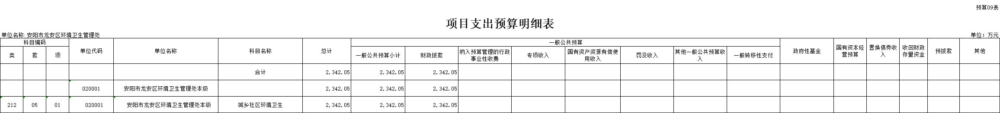 预算09表
项目支出预算明细表
单位名称:安阳市龙安区环境卫生管理处 单位：万元
科目编码 单位代码 单位名称 科目名称 总计 一般公共预算 政府性基金 国有资本经营预算 置换债券收入 收回财政存量资金 预拨款 其他
类 款 项 一般公共预算小计 财政拨款 纳入预算管理的行政事业性收费 专项收入 国有资产资源有偿使用收入 罚没收入 其他一般公共预算收入 一般转移性支付
合计 2,342.05 2,342.05 2,342.05
020001 安阳市龙安区环境卫生管理处本级 2,342.05 2,342.05 2,342.05
212 05 01 020001 安阳市龙安区环境卫生管理处本级 城乡社区环境卫生 2,342.05 2,342.05 2,342.05